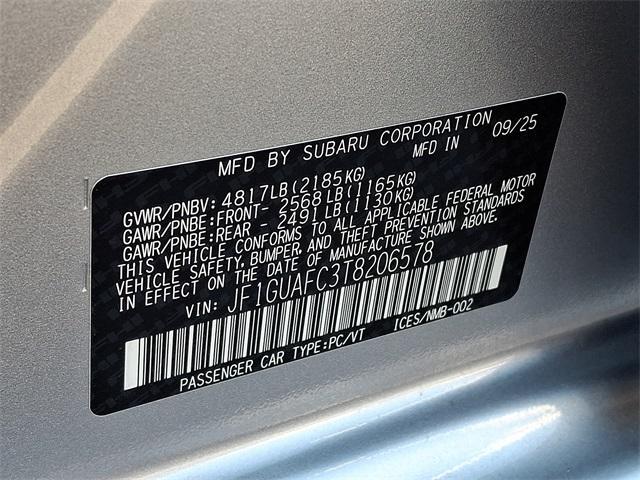 MFD BY SUBARU CORPORATION
MFD IN 09/25
GVWR/PNBV: 4817LB(2185KG)
GAWR/PNBE:FRONT- 2568LB(1165KG)
GAWR/PNBE:REAR - 2491LB(1130KG)
THIS VEHICLE CONFORMS TO ALL APPLICABLE FEDERAL MOTOR
VEHICLE SAFETY,BUMPER,AND THEFT PREVENTION STANDARDS
IN EFFECT ON THE DATE OF MANUFACTURE SHOWN ABOVE.
VIN: JF1GUAFC3T8206578
PASSENGER CAR TYPE:PC/VT ICES/NMB-002